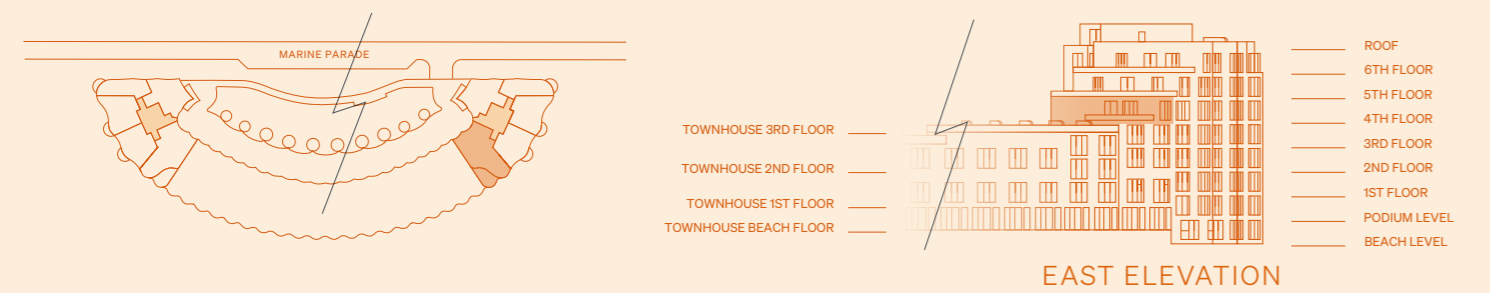 MARINE PARADE
TOWNHOUSE 3RD FLOOR
TOWNHOUSE 2ND FLOOR
TOWNHOUSE 1ST FLOOR
TOWNHOUSE BEACH FLOOR
ROOF
6TH FLOOR
5TH FLOOR
4TH FLOOR
3RD FLOOR
2ND FLOOR
1ST FLOOR
PODIUM LEVEL
BEACH LEVEL
EAST ELEVATION